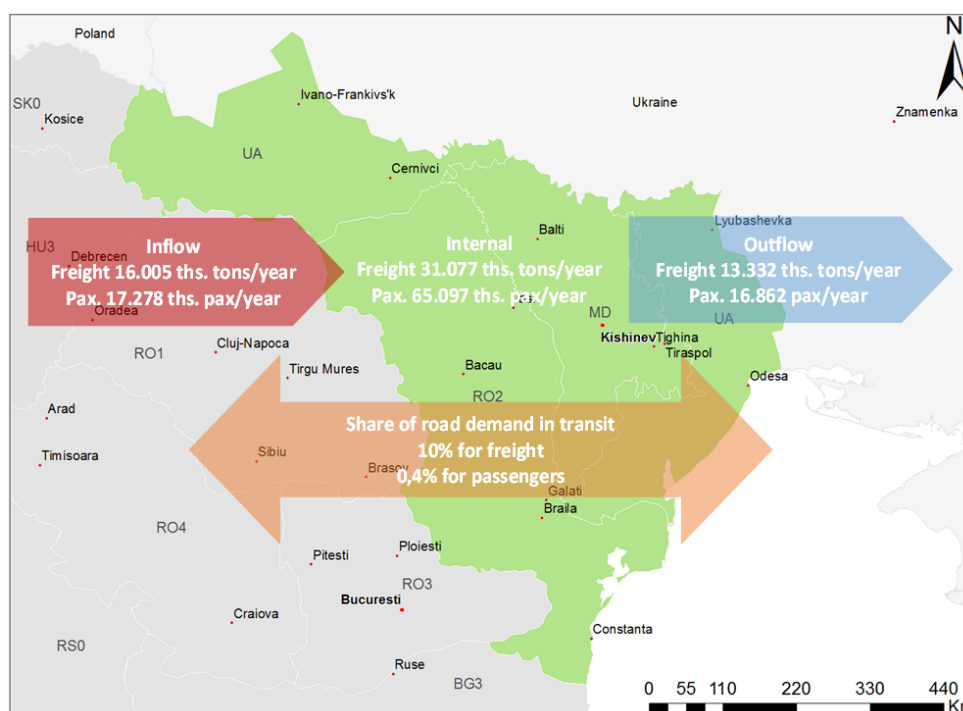 Poland
N
Ivano-Frankivs'k
Ukraine
SK0
Znamenka
Kosice
UA
Cernivci
Lyubashevka
Balti
HU3
Debrecen
Inflow
Freight 16.005 ths. tons/year
Pax. 17.278 ths. pax/year
Internal
Freight 31.077 ths. tons/year
Pax. 65.097 ths. pax/year
Outflow
Freight 13.332 ths. tons/year
Pax. 16.862 pax/year
Oradea
MD
UA
RO1
Cluj-Napoca
Kishinev
Tighina
Tiraspol
Tirgu Mures
Bacau
RO2
Odesa
Arad
Share of road demand in transit
10% for freight
0,4% for passengers
Timisoara
Sibiu
Brasov
Galati
Braila
RO4
Pitesti
Ploiesti
RO3
Bucuresti
Craiova
Constanta
RS0
Ruse
BG3
0 55 110 220 330 440